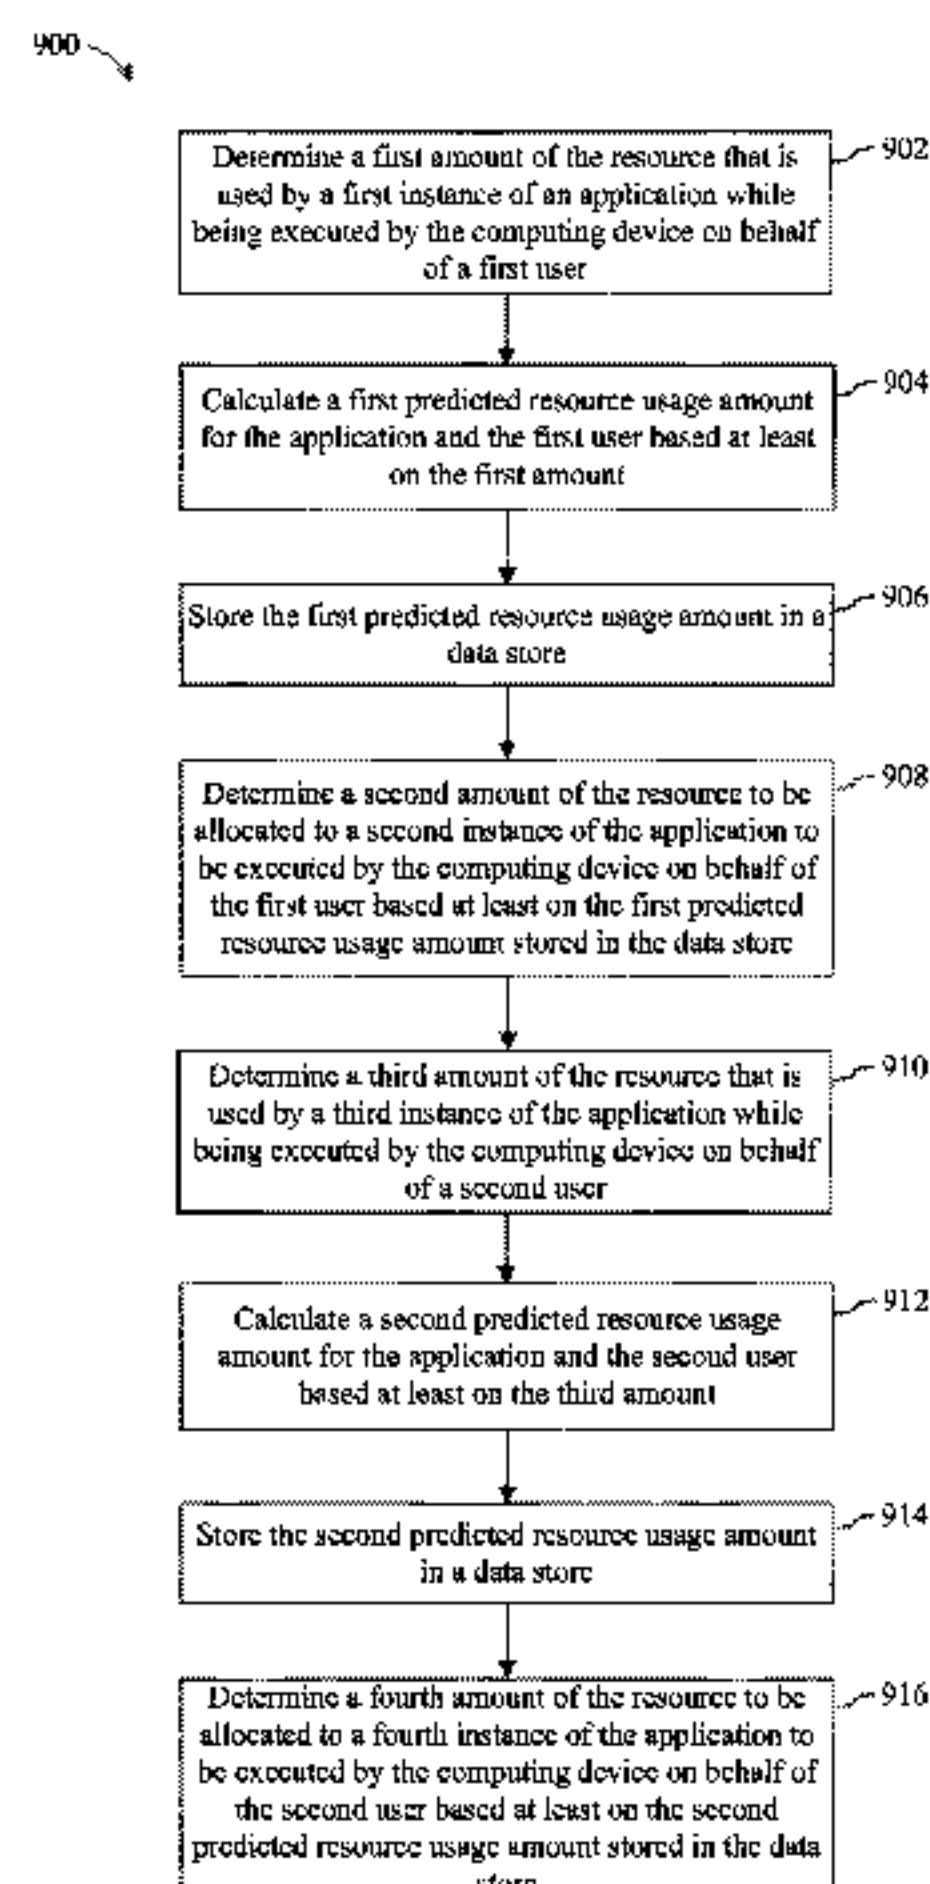 900
902
Determine a first amount of the resource that is
used by a first instance of an application while
being executed by the computing device on behalf
of a first user
904
Calculate a first predicted resource usage amount
for the application and the first user based at least
on the first amount
906
Store the first predicted resource usage amount in a
data store
908
Determine a second amount of the resource to be
allocated to a second instance of the application to
be executed by the computing device on behalf of
the first user based at least on the first predicted
resource usage amount stored in the data store
910
Determine a third amount of the resource that is
used by a third instance of the application while
being executed by the computing device on behalf
of a second user
912
Calculate a second predicted resource usage
amount for the application and the second user
based at least on the third amount
914
Store the second predicted resource usage amount
in a data store
916
Determine a fourth amount of the resource to be
allocated to a fourth instance of the application to
be executed by the computing device on behalf of
the second user based at least on the second
predicted resource usage amount stored in the data
store